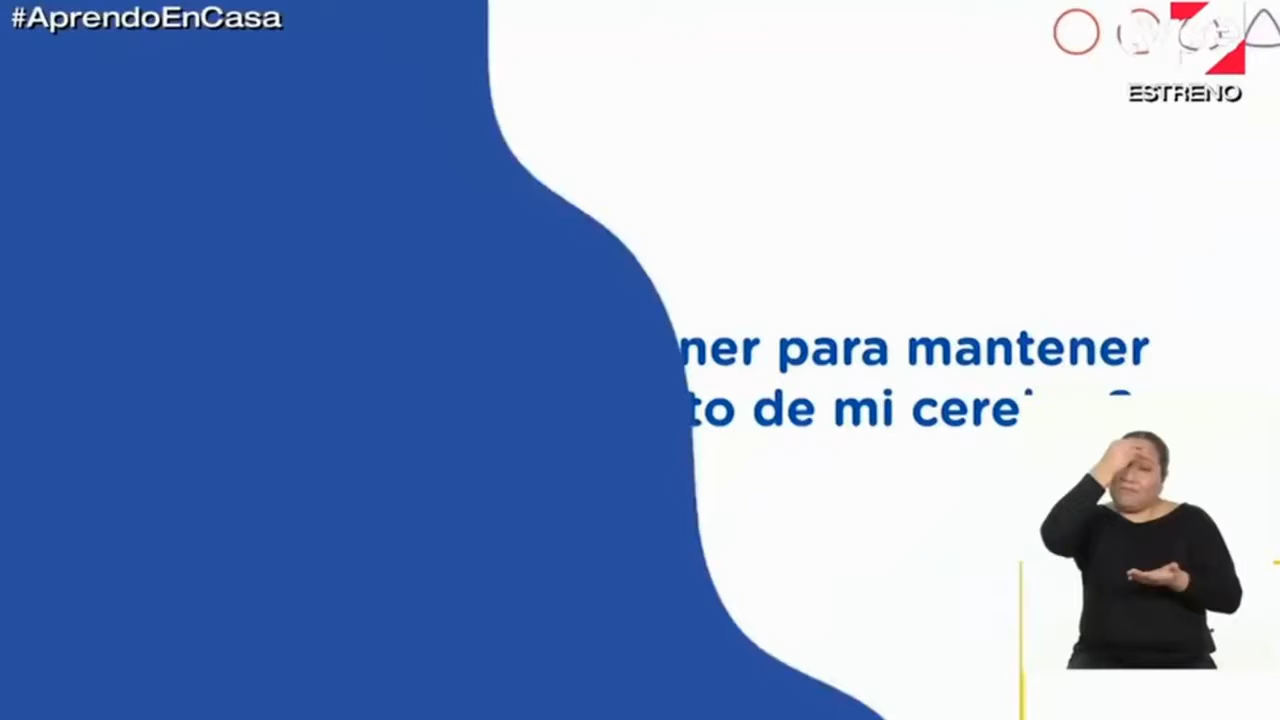 #AprendoEnCasa
ESTRENO
ner para mantener
to de mi cere